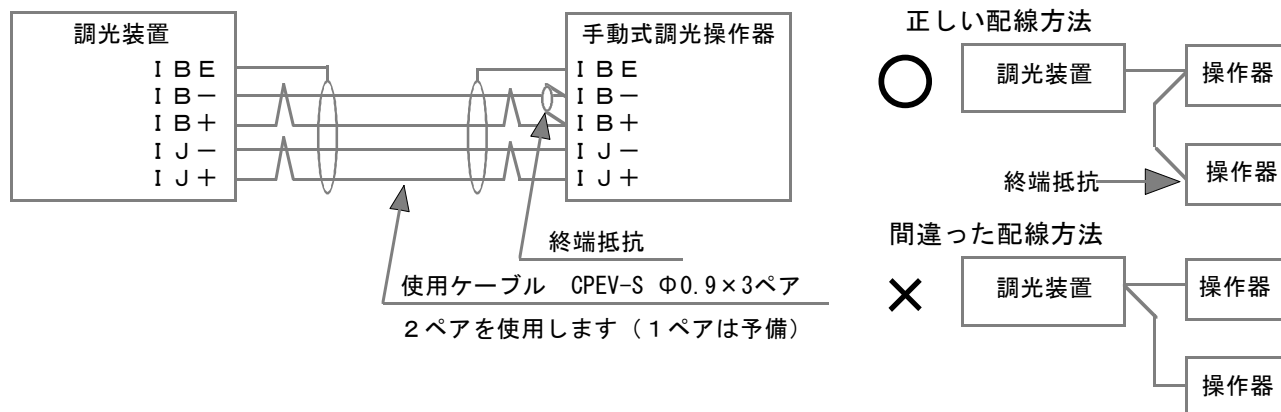 調光装置
ＩＢＥ
ＩＢ－
ＩＢ＋
ＩＪ－
ＩＪ＋
手動式調光操作器
ＩＢＥ
ＩＢ－
ＩＢ＋
ＩＪ－
ＩＪ＋
終端抵抗
使用ケーブル　CPEV-S Φ0.9×3ペア
２ペアを使用します（１ペアは予備）
正しい配線方法
調光装置
操作器
操作器
終端抵抗
間違った配線方法
調光装置
操作器
操作器